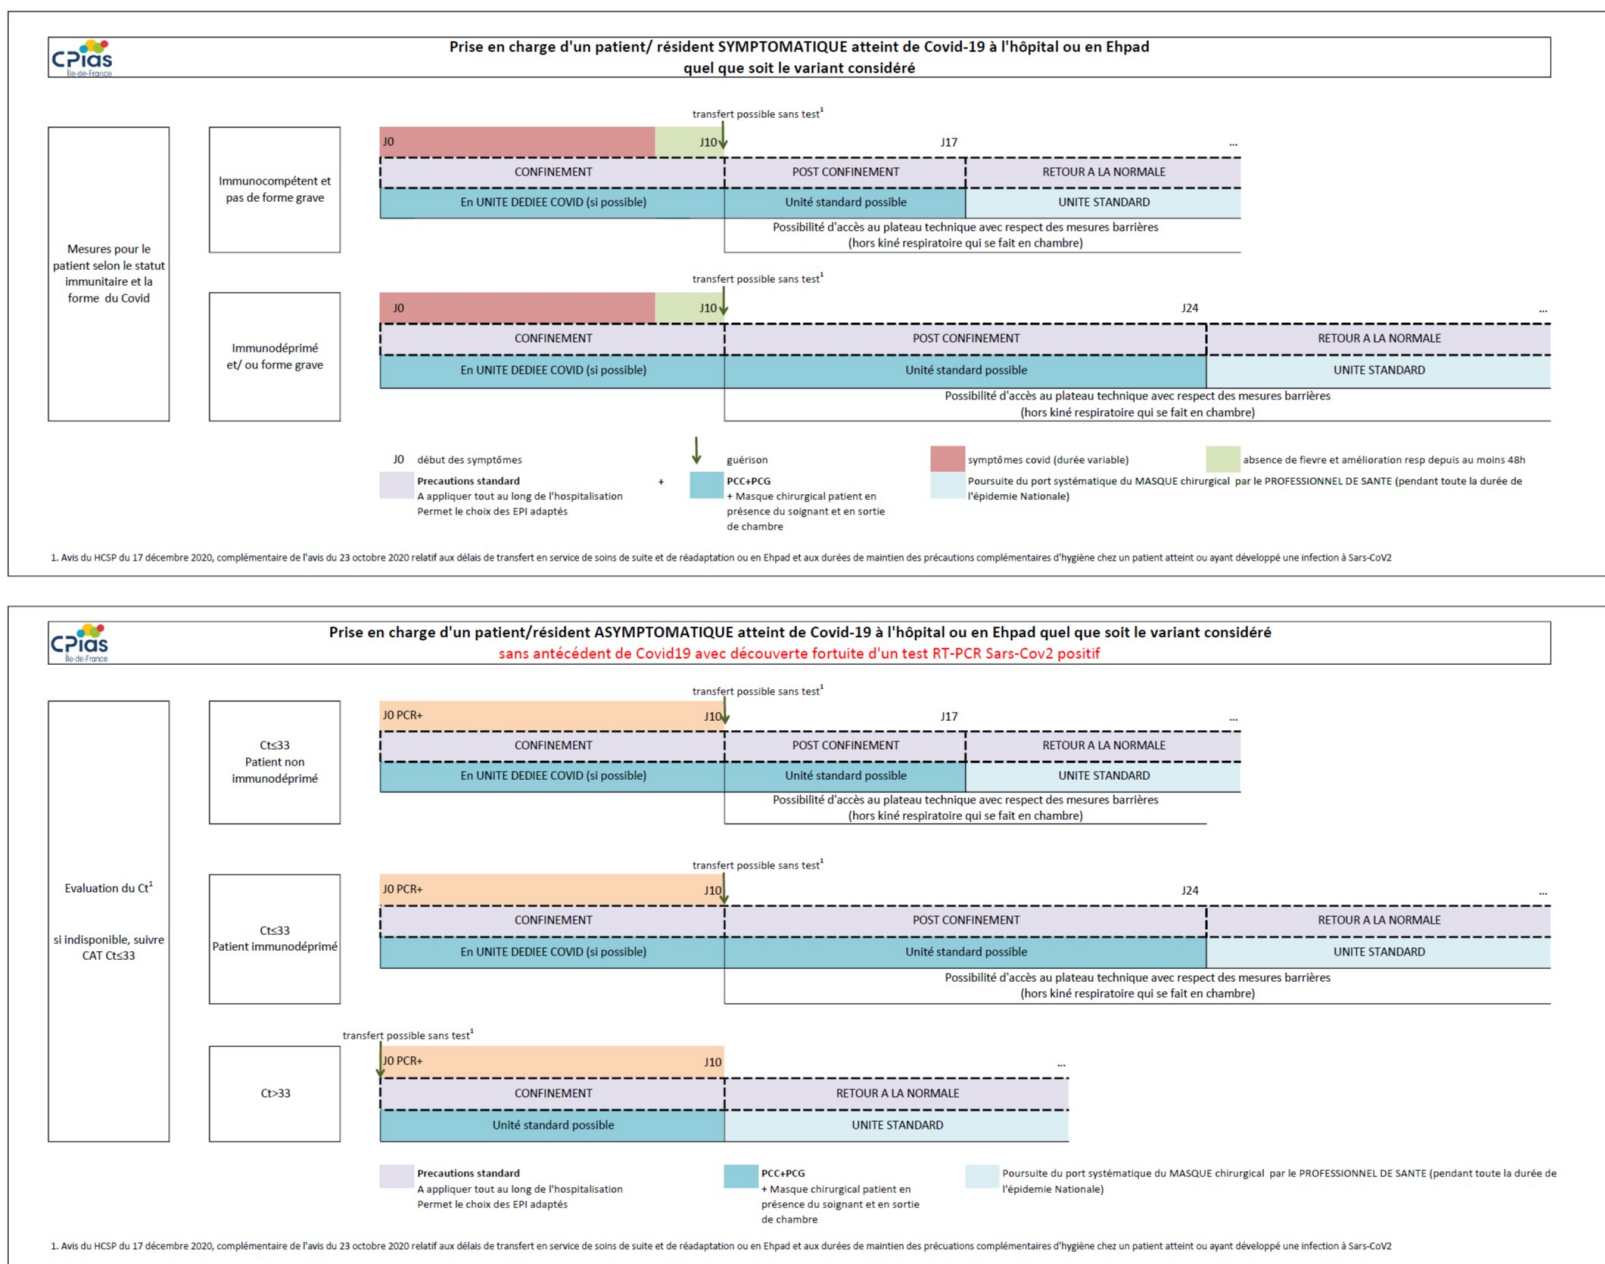 CPias
Île-de-France
Prise en charge d'un patient/ résident SYMPTOMATIQUE atteint de Covid-19 à l'hôpital ou en Ehpad
quel que soit le variant considéré
Mesures pour le
patient selon le statut
immunitaire et la
forme du Covid
Immunocompétent et
pas de forme grave
transfert possible sans test¹
J0 J10 J17 ...
CONFINEMENT POST CONFINEMENT RETOUR A LA NORMALE
En UNITE DEDIEE COVID (si possible) Unité standard possible UNITE STANDARD
Possibilité d'accès au plateau technique avec respect des mesures barrières
(hors kiné respiratoire qui se fait en chambre)
Immunodéprimé
et/ ou forme grave
transfert possible sans test¹
J0 J10 J24 ...
CONFINEMENT POST CONFINEMENT RETOUR A LA NORMALE
En UNITE DEDIEE COVID (si possible) Unité standard possible UNITE STANDARD
Possibilité d'accès au plateau technique avec respect des mesures barrières
(hors kiné respiratoire qui se fait en chambre)
J0 début des symptômes
guérison
symptômes covid (durée variable)
absence de fievre et amélioration resp depuis au moins 48h
Precautions standard
A appliquer tout au long de l'hospitalisation
Permet le choix des EPI adaptés
+
PCC+PCG
+ Masque chirurgical patient en
présence du soignant et en sortie
de chambre
Poursuite du port systématique du MASQUE chirurgical par le PROFESSIONNEL DE SANTE (pendant toute la durée de
l'épidemie Nationale)
1. Avis du HCSP du 17 décembre 2020, complémentaire de l'avis du 23 octobre 2020 relatif aux délais de transfert en service de soins de suite et de réadaptation ou en Ehpad et aux durées de maintien des précautions complémentaires d'hygiène chez un patient atteint ou ayant développé une infection à Sars-CoV2
CPias
Île-de-France
Prise en charge d'un patient/résident ASYMPTOMATIQUE atteint de Covid-19 à l'hôpital ou en Ehpad quel que soit le variant considéré
sans antécédent de Covid19 avec découverte fortuite d'un test RT-PCR Sars-Cov2 positif
Evaluation du Ct¹
si indisponible, suivre
CAT Ct≤33
Ct≤33
Patient non
immunodéprimé
transfert possible sans test¹
J0 PCR+ J10 J17 ...
CONFINEMENT POST CONFINEMENT RETOUR A LA NORMALE
En UNITE DEDIEE COVID (si possible) Unité standard possible UNITE STANDARD
Possibilité d'accès au plateau technique avec respect des mesures barrières
(hors kiné respiratoire qui se fait en chambre)
Ct≤33
Patient immunodéprimé
transfert possible sans test¹
J0 PCR+ J10 J24 ...
CONFINEMENT POST CONFINEMENT RETOUR A LA NORMALE
En UNITE DEDIEE COVID (si possible) Unité standard possible UNITE STANDARD
Possibilité d'accès au plateau technique avec respect des mesures barrières
(hors kiné respiratoire qui se fait en chambre)
Ct>33
transfert possible sans test¹
J0 PCR+ J10 ...
CONFINEMENT RETOUR A LA NORMALE
Unité standard possible UNITE STANDARD
Precautions standard
A appliquer tout au long de l'hospitalisation
Permet le choix des EPI adaptés
PCC+PCG
+ Masque chirurgical patient en
présence du soignant et en sortie
de chambre
Poursuite du port systématique du MASQUE chirurgical par le PROFESSIONNEL DE SANTE (pendant toute la durée de
l'épidemie Nationale)
1. Avis du HCSP du 17 décembre 2020, complémentaire de l'avis du 23 octobre 2020 relatif aux délais de transfert en service de soins de suite et de réadaptation ou en Ehpad et aux durées de maintien des précuations complémentaires d'hygiène chez un patient atteint ou ayant développé une infection à Sars-CoV2